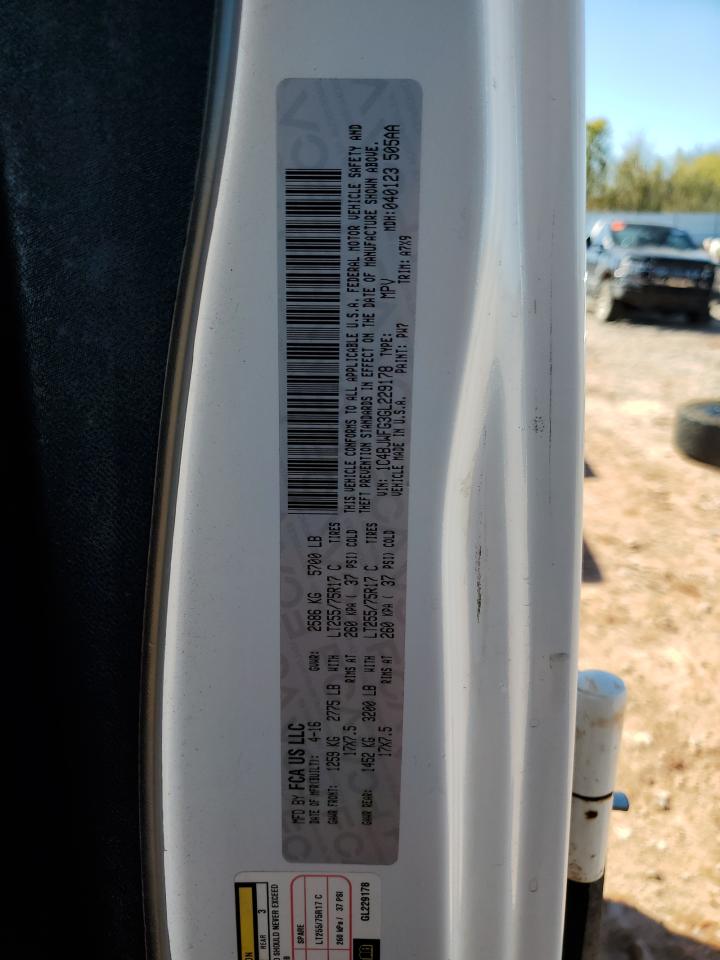 MFD BY FCA US LLC
DATE OF MFR(BUILT): 4-16 GVWR: 2586 KG 5700 LB
GAWR FRONT: 1259 KG 2775 LB WITH LT255/75R17 C TIRES
17X7.5 RIMS AT 260 KPA( 37 PSI) COLD
GAWR REAR: 1452 KG 3200 LB WITH LT255/75R17 C TIRES
17X7.5 RIMS AT 260 KPA( 37 PSI) COLD
THIS VEHICLE CONFORMS TO ALL APPLICABLE U.S.A. FEDERAL MOTOR VEHICLE SAFETY AND
THEFT PREVENTION STANDARDS IN EFFECT ON THE DATE OF MANUFACTURE SHOWN ABOVE.
VIN: 1C4BJWFG3GL229178 TYPE: MPV MDH:040123 505AA
VEHICLE MADE IN U.S.A. PAINT: PW7 TRIM: A7X9
REAR 3
SHOULD NEVER EXCEED
SPARE
LT255/75R17 C
260 kPa / 37 PSI
GL229178